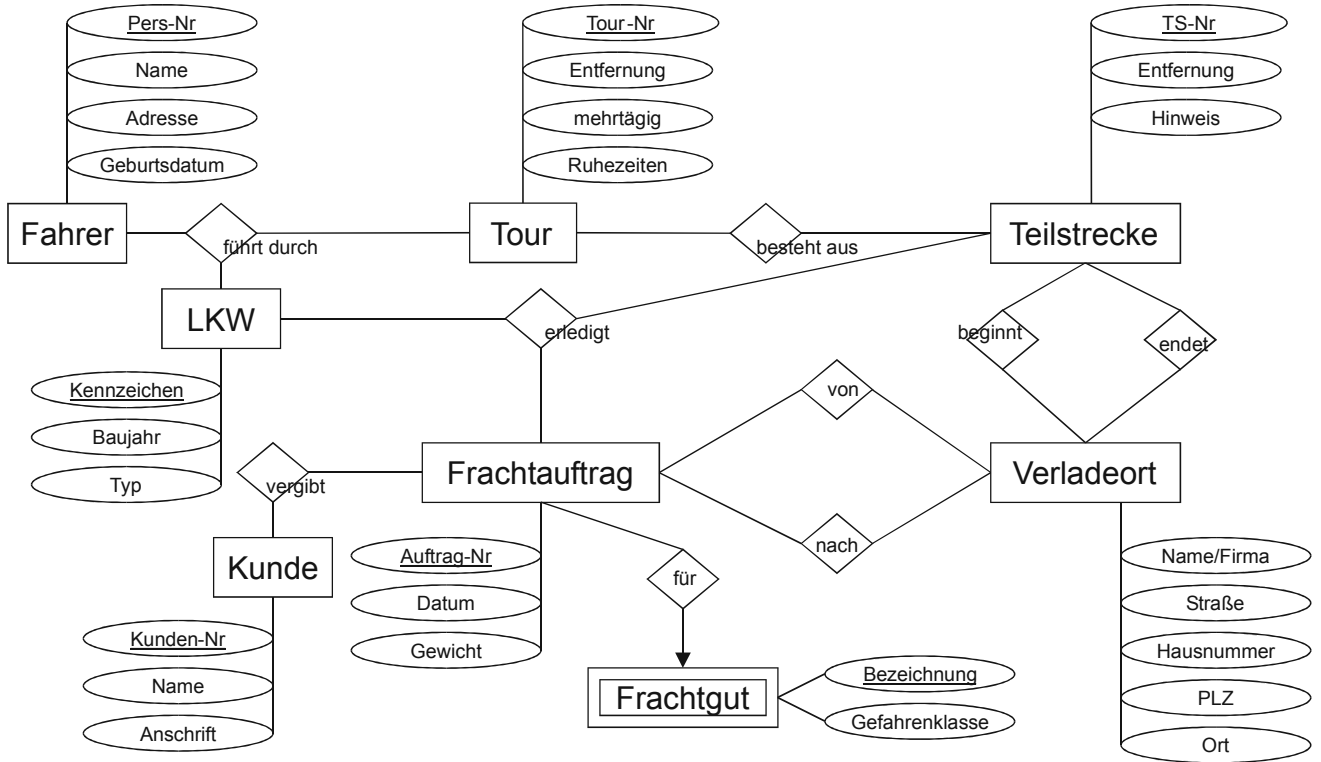 Pers-Nr
Tour-Nr
TS-Nr
Name
Entfernung
Entfernung
Adresse
mehrtägig
Hinweis
Geburtsdatum
Ruhezeiten
Fahrer
führt durch
Tour
besteht aus
Teilstrecke
LKW
erledigt
beginnt
endet
Kennzeichen
von
Baujahr
Typ
vergibt
Frachtauftrag
Verladeort
Kunde
Auftrag-Nr
nach
Name/Firma
für
Datum
Straße
Kunden-Nr
Gewicht
Hausnummer
Name
Frachtgut
Bezeichnung
PLZ
Anschrift
Gefahrenklasse
Ort